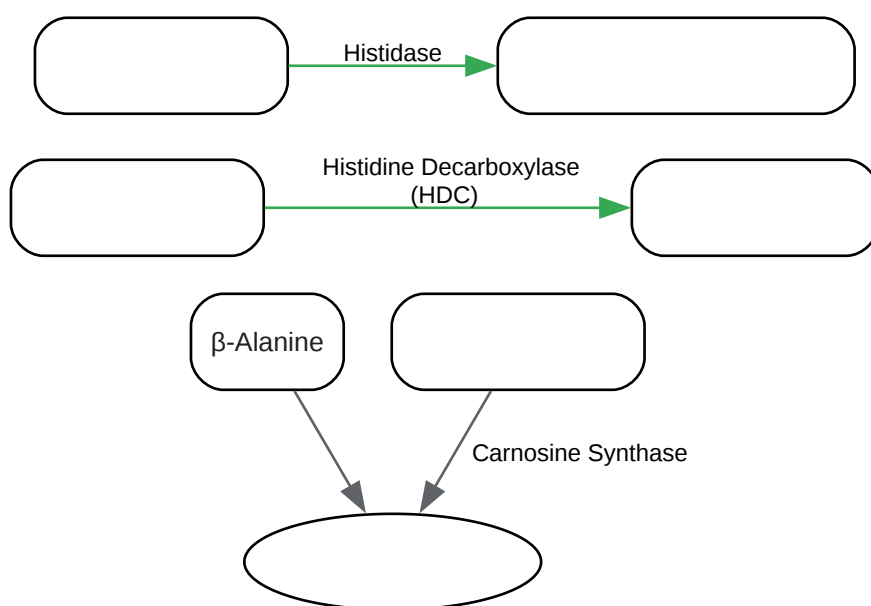 Histidase
Histidine Decarboxylase
(HDC)
β-Alanine
Carnosine Synthase